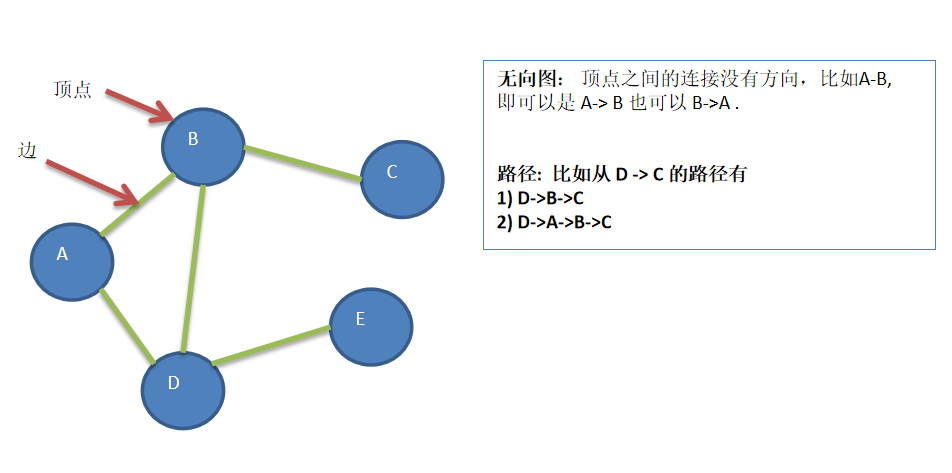 顶点
边
B
C
A
E
D
无向图： 顶点之间的连接没有方向，比如A-B,
即可以是 A-> B 也可以 B->A .
路径: 比如从 D -> C 的路径有
1) D->B->C
2) D->A->B->C